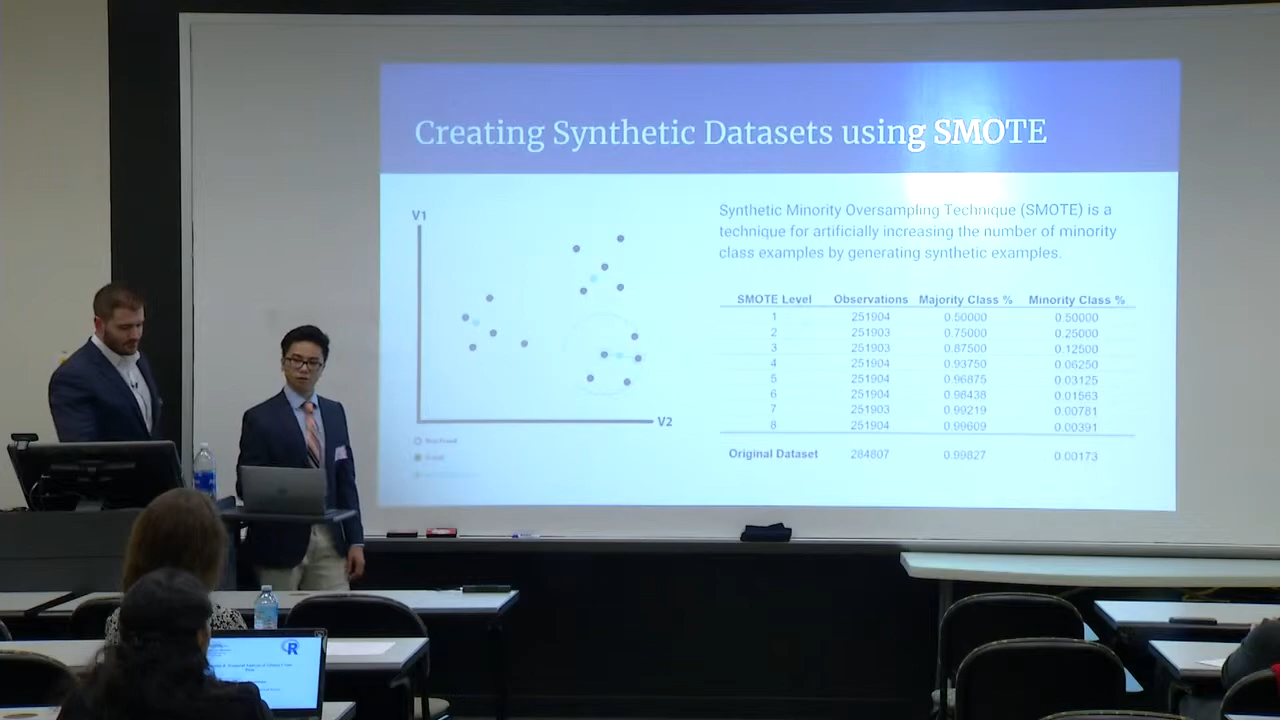 Creating Synthetic Datasets using SMOTE
V1
V2
Synthetic Minority Oversampling Technique (SMOTE) is a
technique for artificially increasing the number of minority
class examples by generating synthetic examples.
SMOTE Level Observations Majority Class % Minority Class %
1 251904 0.50000 0.50000
2 251903 0.75000 0.25000
3 251903 0.87500 0.12500
4 251904 0.93750 0.06250
5 251904 0.96875 0.03125
6 251904 0.98438 0.01563
7 251903 0.99219 0.00781
8 251904 0.99609 0.00391
Original Dataset 284807 0.99827 0.00173
R